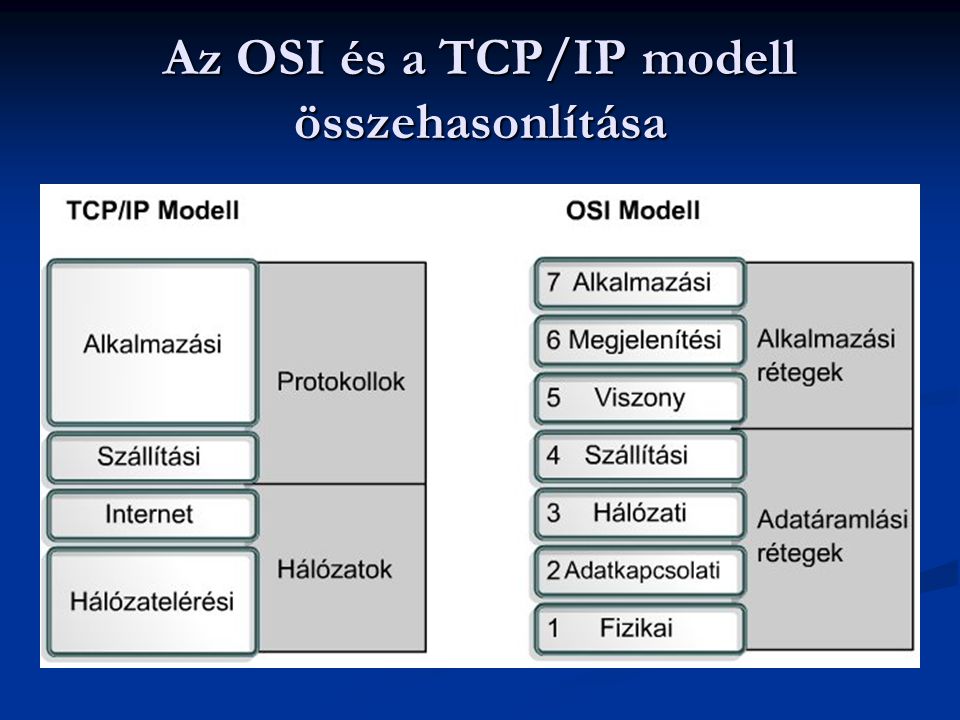 Az OSI és a TCP/IP modell
összehasonlítása
TCP/IP Modell
Alkalmazási
Szállítási
Internet
Hálózatelérési
Protokollok
Hálózatok
OSI Modell
7 Alkalmazási
6 Megjelenítési
5 Viszony
4 Szállítási
3 Hálózati
2 Adatkapcsolati
1 Fizikai
Alkalmazási
rétegek
Adatáramlási
rétegek